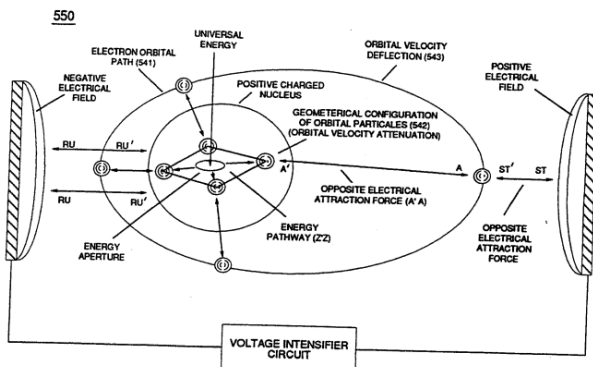 550
UNIVERSAL
ENERGY
ELECTRON ORBITAL
PATH (541)
ORBITAL VELOCITY
DEFLECTION (543)
NEGATIVE
ELECTRICAL
FIELD
POSITIVE
ELECTRICAL
FIELD
POSITIVE CHARGED
NUCLEUS
GEOMETERICAL CONFIGURATION
OF ORBITAL PARTICALES (542)
(ORBITAL VELOCITY ATTENUATION)
RU RU'
A' A
ST' ST
RU RU'
OPPOSITE ELECTRICAL
ATTRACTION FORCE (A' A)
OPPOSITE
ELECTRICAL
ATTRACTION
FORCE
ENERGY
APERTURE
ENERGY
PATHWAY (Z'Z)
VOLTAGE INTENSIFIER
CIRCUIT